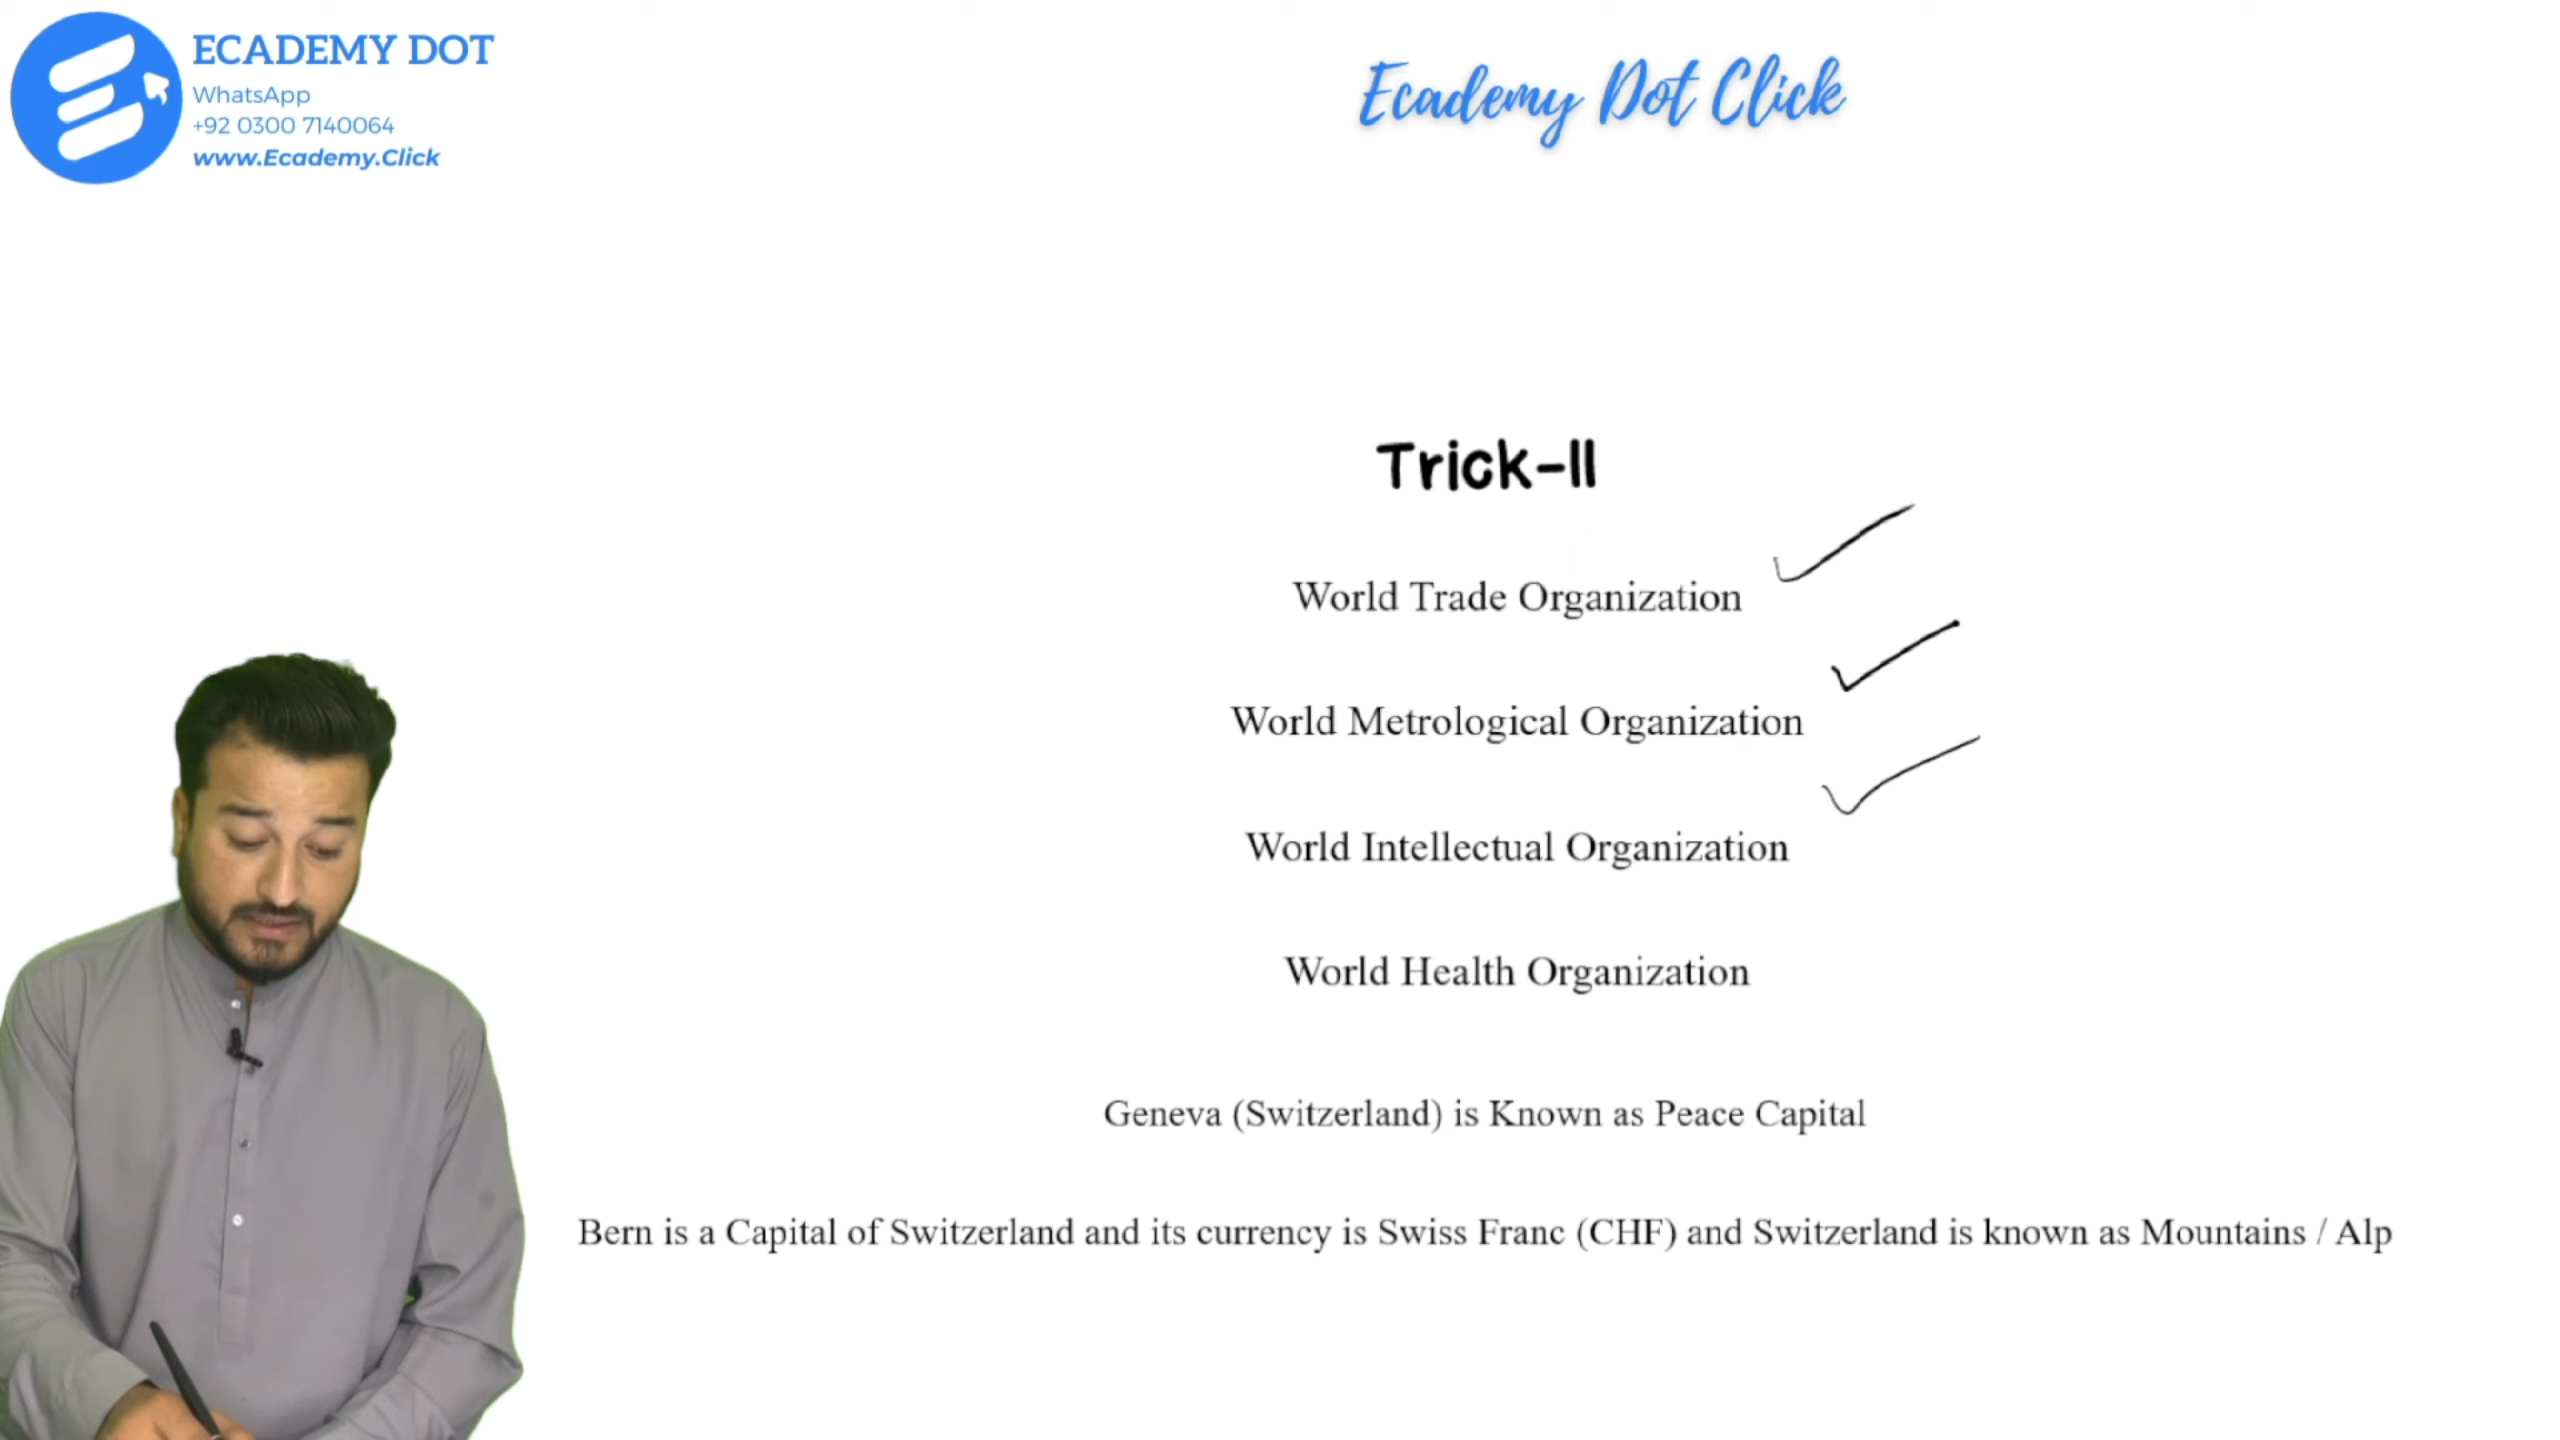 ECADEMY DOT
WhatsApp
+92 0300 7140064
www.Ecademy.Click
Ecademy Dot Click
Trick-II
World Trade Organization
World Metrological Organization
World Intellectual Organization
World Health Organization
Geneva (Switzerland) is Known as Peace Capital
Bern is a Capital of Switzerland and its currency is Swiss Franc (CHF) and Switzerland is known as Mountains / Alp